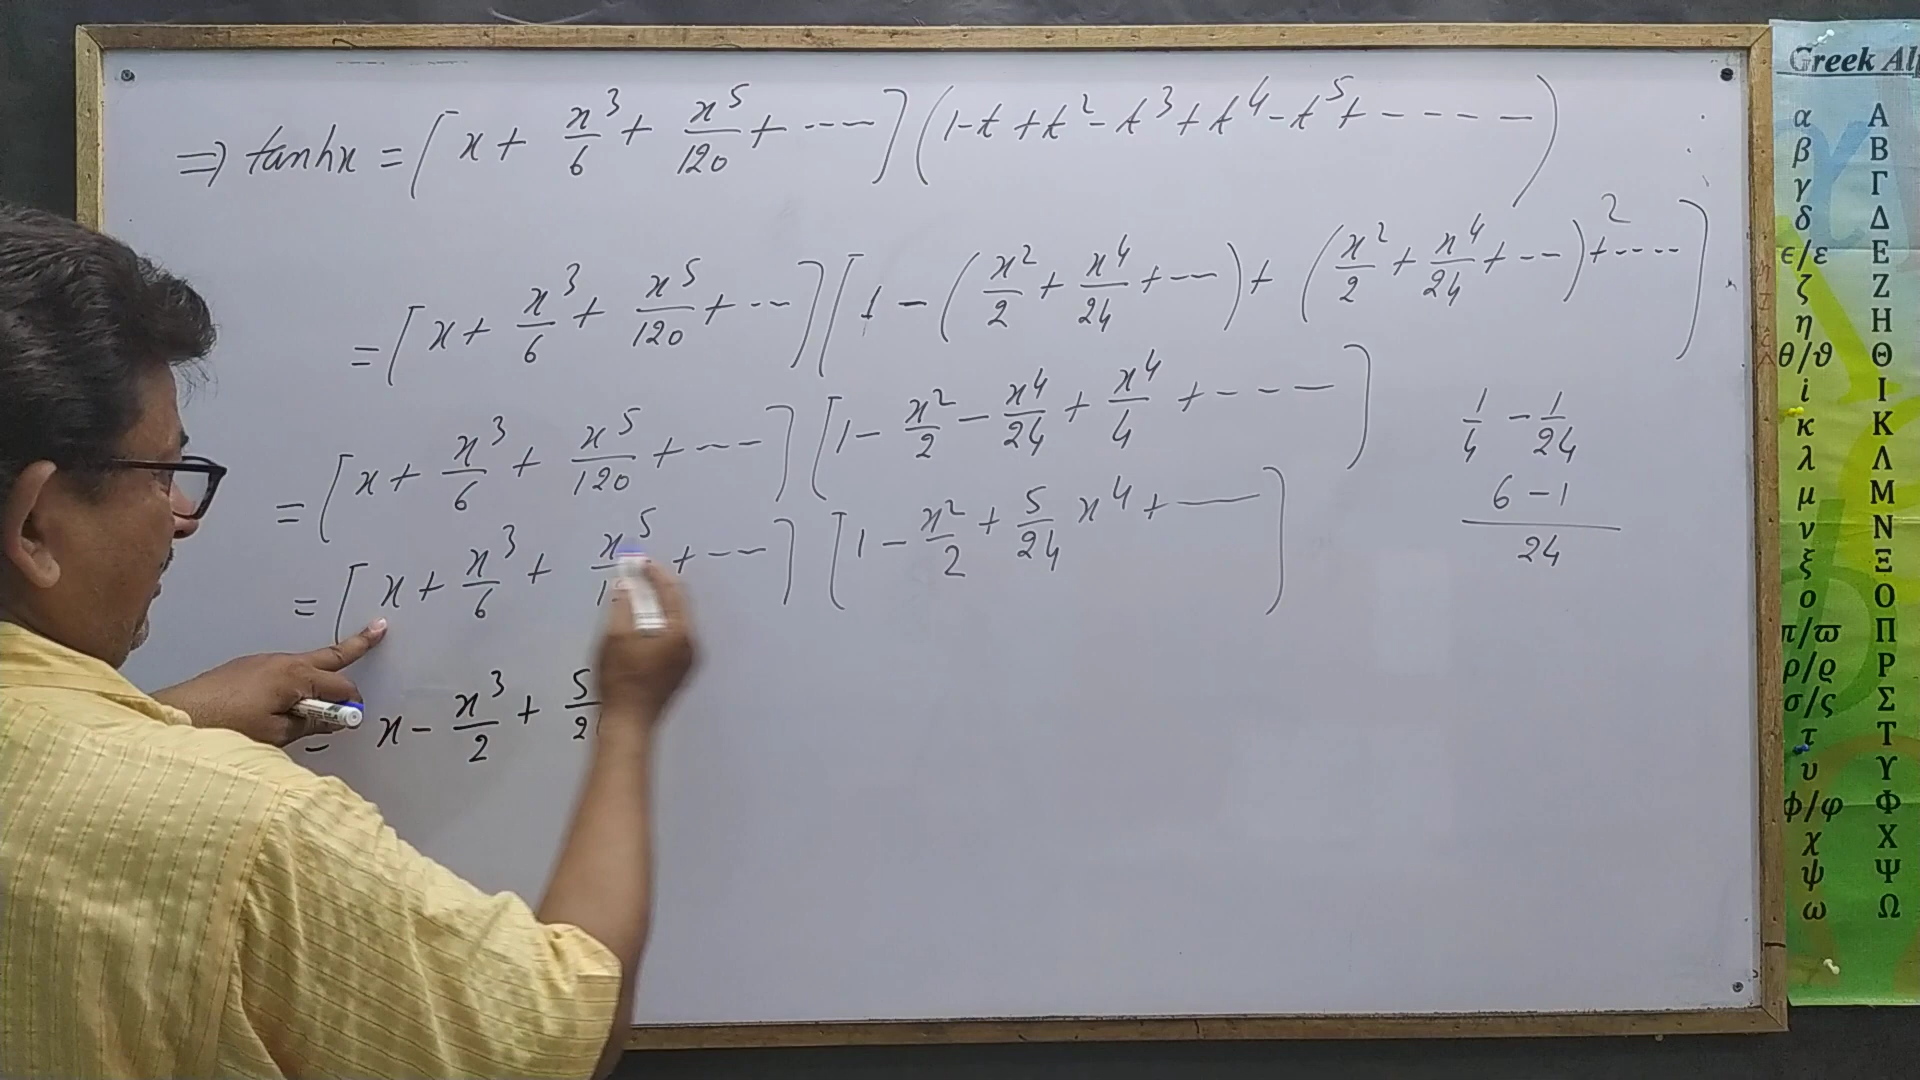 ⇒ tanhx = [x + x³/6 + x⁵/120 + ----] (1 - t + t² - t³ + t⁴ - t⁵ + - - - - -)
= [x + x³/6 + x⁵/120 + ---] [1 - (x²/2 + x⁴/24 + ---) + (x²/2 + x⁴/24 + ---)² + -----]
= [x + x³/6 + x⁵/120 + ---] [1 - x²/2 - x⁴/24 + x⁴/4 + - - - -]
= [x + x³/6 + x⁵/1 + ---] [1 - x²/2 + 5/24 x⁴ + ---]
= x - x³/2 + 5/2
1/4 - 1/24
6 - 1
24
Greek Al
α Α
β Β
γ Γ
δ Δ
ϵ/ε Ε
ζ Ζ
η Η
θ/ϑ Θ
i Ι
κ Κ
λ Λ
μ Μ
ν Ν
ξ Ξ
ο Ο
π/ϖ Π
ρ/ϱ Ρ
σ/ς Σ
τ Τ
υ Υ
ϕ/φ Φ
χ Χ
ψ Ψ
ω Ω